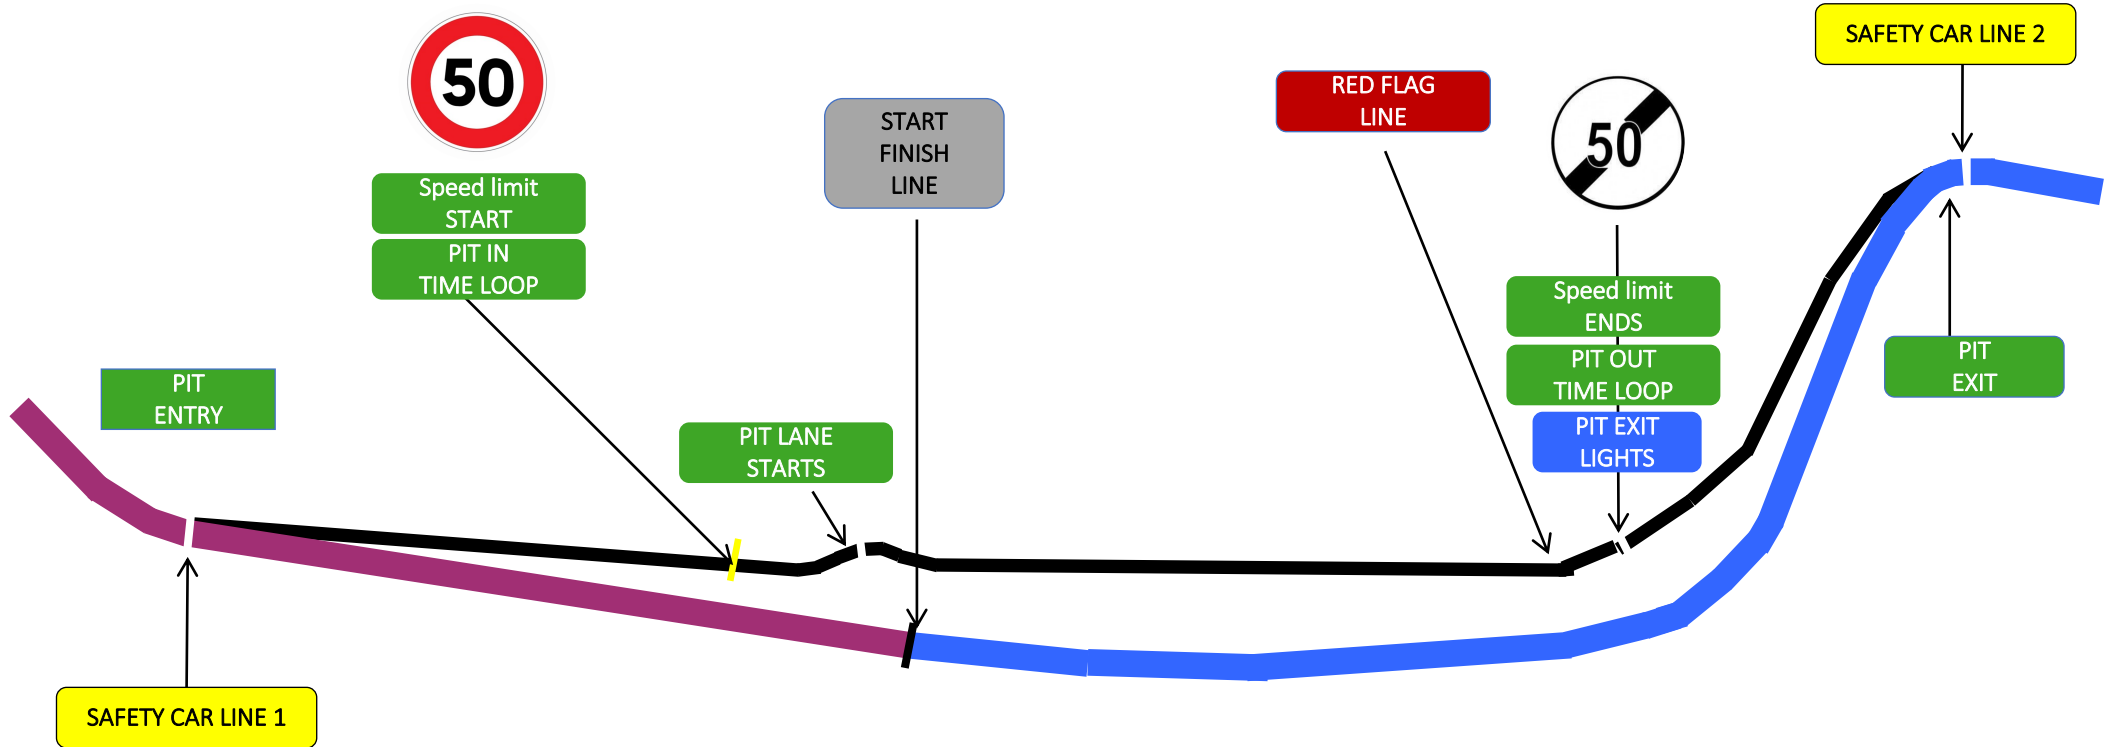 SAFETY CAR LINE 2
50
RED FLAG
LINE
START
FINISH
LINE
50
Speed limit
START
PIT IN
TIME LOOP
Speed limit
ENDS
PIT OUT
TIME LOOP
PIT EXIT
LIGHTS
PIT
EXIT
PIT
ENTRY
PIT LANE
STARTS
SAFETY CAR LINE 1